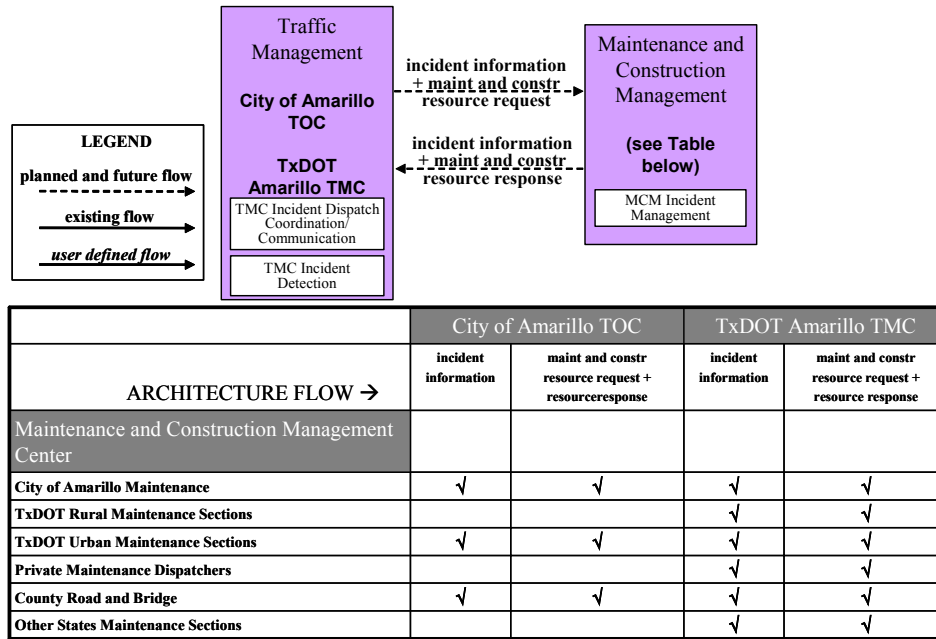 Traffic
Management
City of Amarillo
TOC
TxDOT
Amarillo TMC
TMC Incident Dispatch
Coordination/
Communication
TMC Incident
Detection
incident information
+ maint and constr
resource request
incident information
+ maint and constr
resource response
Maintenance and
Construction
Management
(see Table
below)
MCM Incident
Management
LEGEND
planned and future flow
existing flow
user defined flow
City of Amarillo TOC TxDOT Amarillo TMC
ARCHITECTURE FLOW →
incident
information
maint and constr
resource request +
resourceresponse
incident
information
maint and constr
resource request +
resource response
Maintenance and Construction Management
Center
City of Amarillo Maintenance √ √ √ √
TxDOT Rural Maintenance Sections √ √
TxDOT Urban Maintenance Sections √ √ √ √
Private Maintenance Dispatchers √ √
County Road and Bridge √ √ √ √
Other States Maintenance Sections √ √